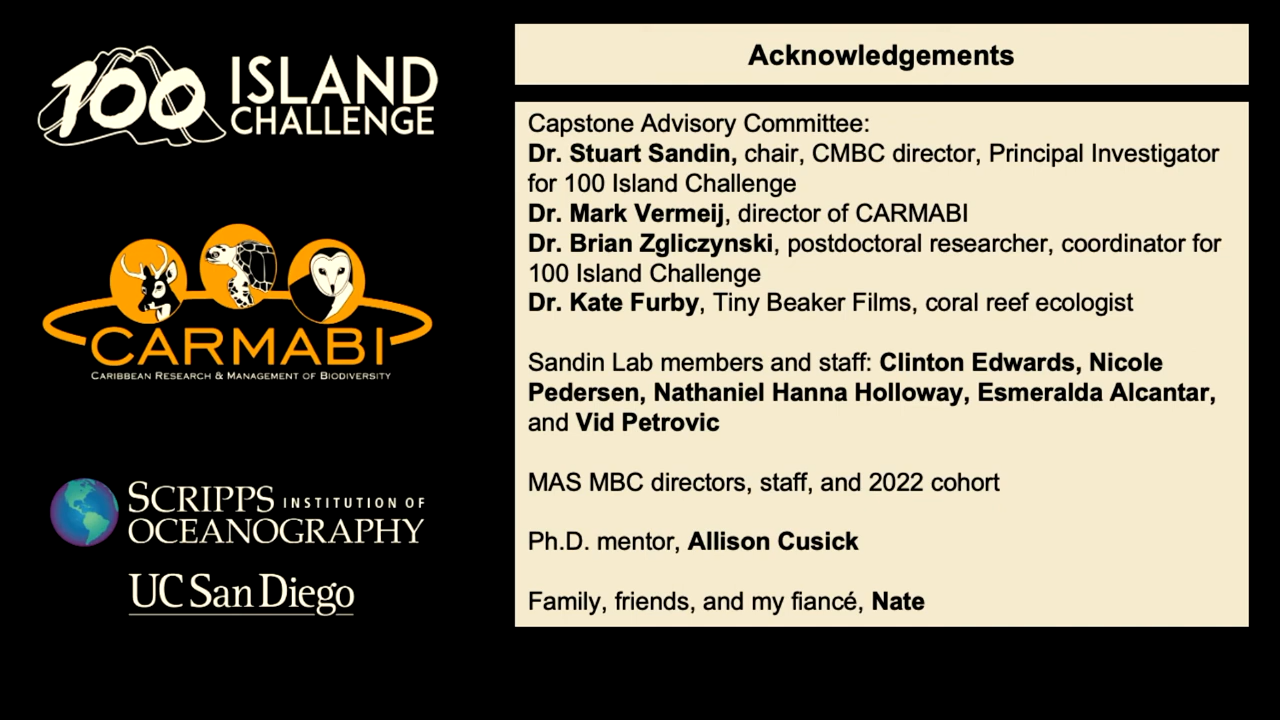 100 ISLAND
CHALLENGE
CARMABI
CARIBBEAN RESEARCH & MANAGEMENT OF BIODIVERSITY
SCRIPPS INSTITUTION OF
OCEANOGRAPHY
UC San Diego
Acknowledgements
Capstone Advisory Committee:
Dr. Stuart Sandin, chair, CMBC director, Principal Investigator
for 100 Island Challenge
Dr. Mark Vermeij, director of CARMABI
Dr. Brian Zgliczynski, postdoctoral researcher, coordinator for
100 Island Challenge
Dr. Kate Furby, Tiny Beaker Films, coral reef ecologist
Sandin Lab members and staff: Clinton Edwards, Nicole
Pedersen, Nathaniel Hanna Holloway, Esmeralda Alcantar,
and Vid Petrovic
MAS MBC directors, staff, and 2022 cohort
Ph.D. mentor, Allison Cusick
Family, friends, and my fiancé, Nate